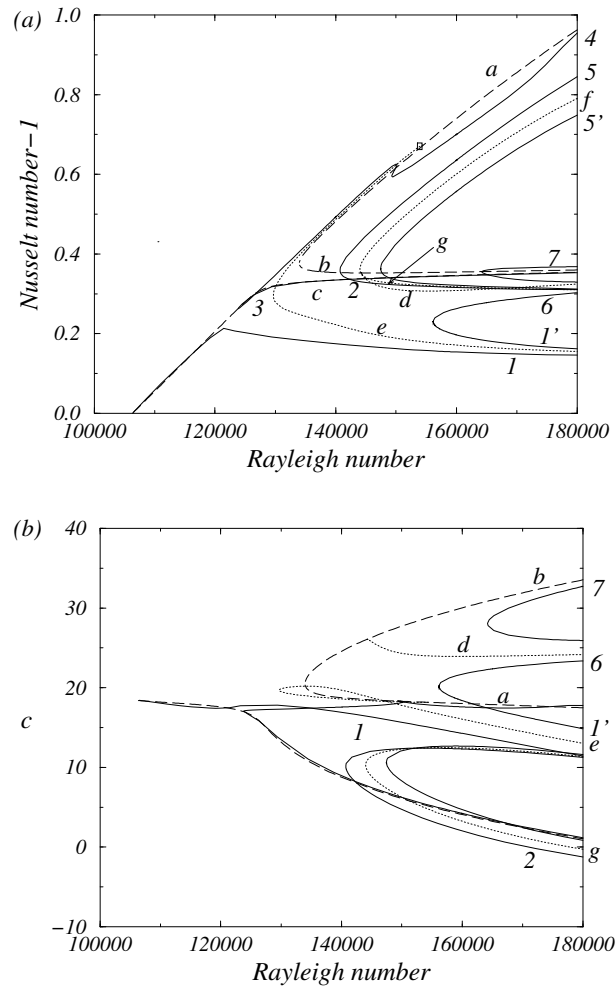 (a)
1.0
0.8
0.6
0.4
0.2
0.0
Nusselt number−1
a
4
5
f
5'
g
7
b
c
2
d
6
3
e
1'
1
100000 120000 140000 160000 180000
Rayleigh number
(b)
40
30
20
10
0
−10
c
b
7
d
6
a
1'
1
e
g
2
100000 120000 140000 160000 180000
Rayleigh number